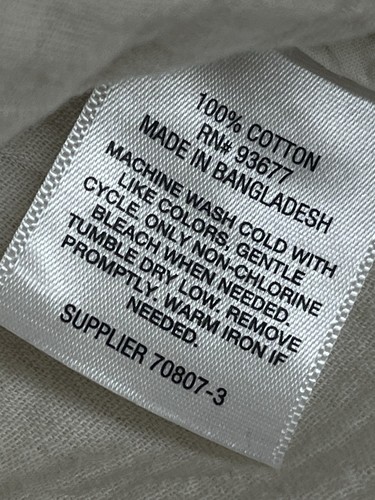 100% COTTON
RN# 93677
MADE IN BANGLADESH
MACHINE WASH COLD WITH
LIKE COLORS. GENTLE
CYCLE. ONLY NON-CHLORINE
BLEACH WHEN NEEDED.
TUMBLE DRY LOW. REMOVE
PROMPTLY. WARM IRON IF
NEEDED.
SUPPLIER 70807-3